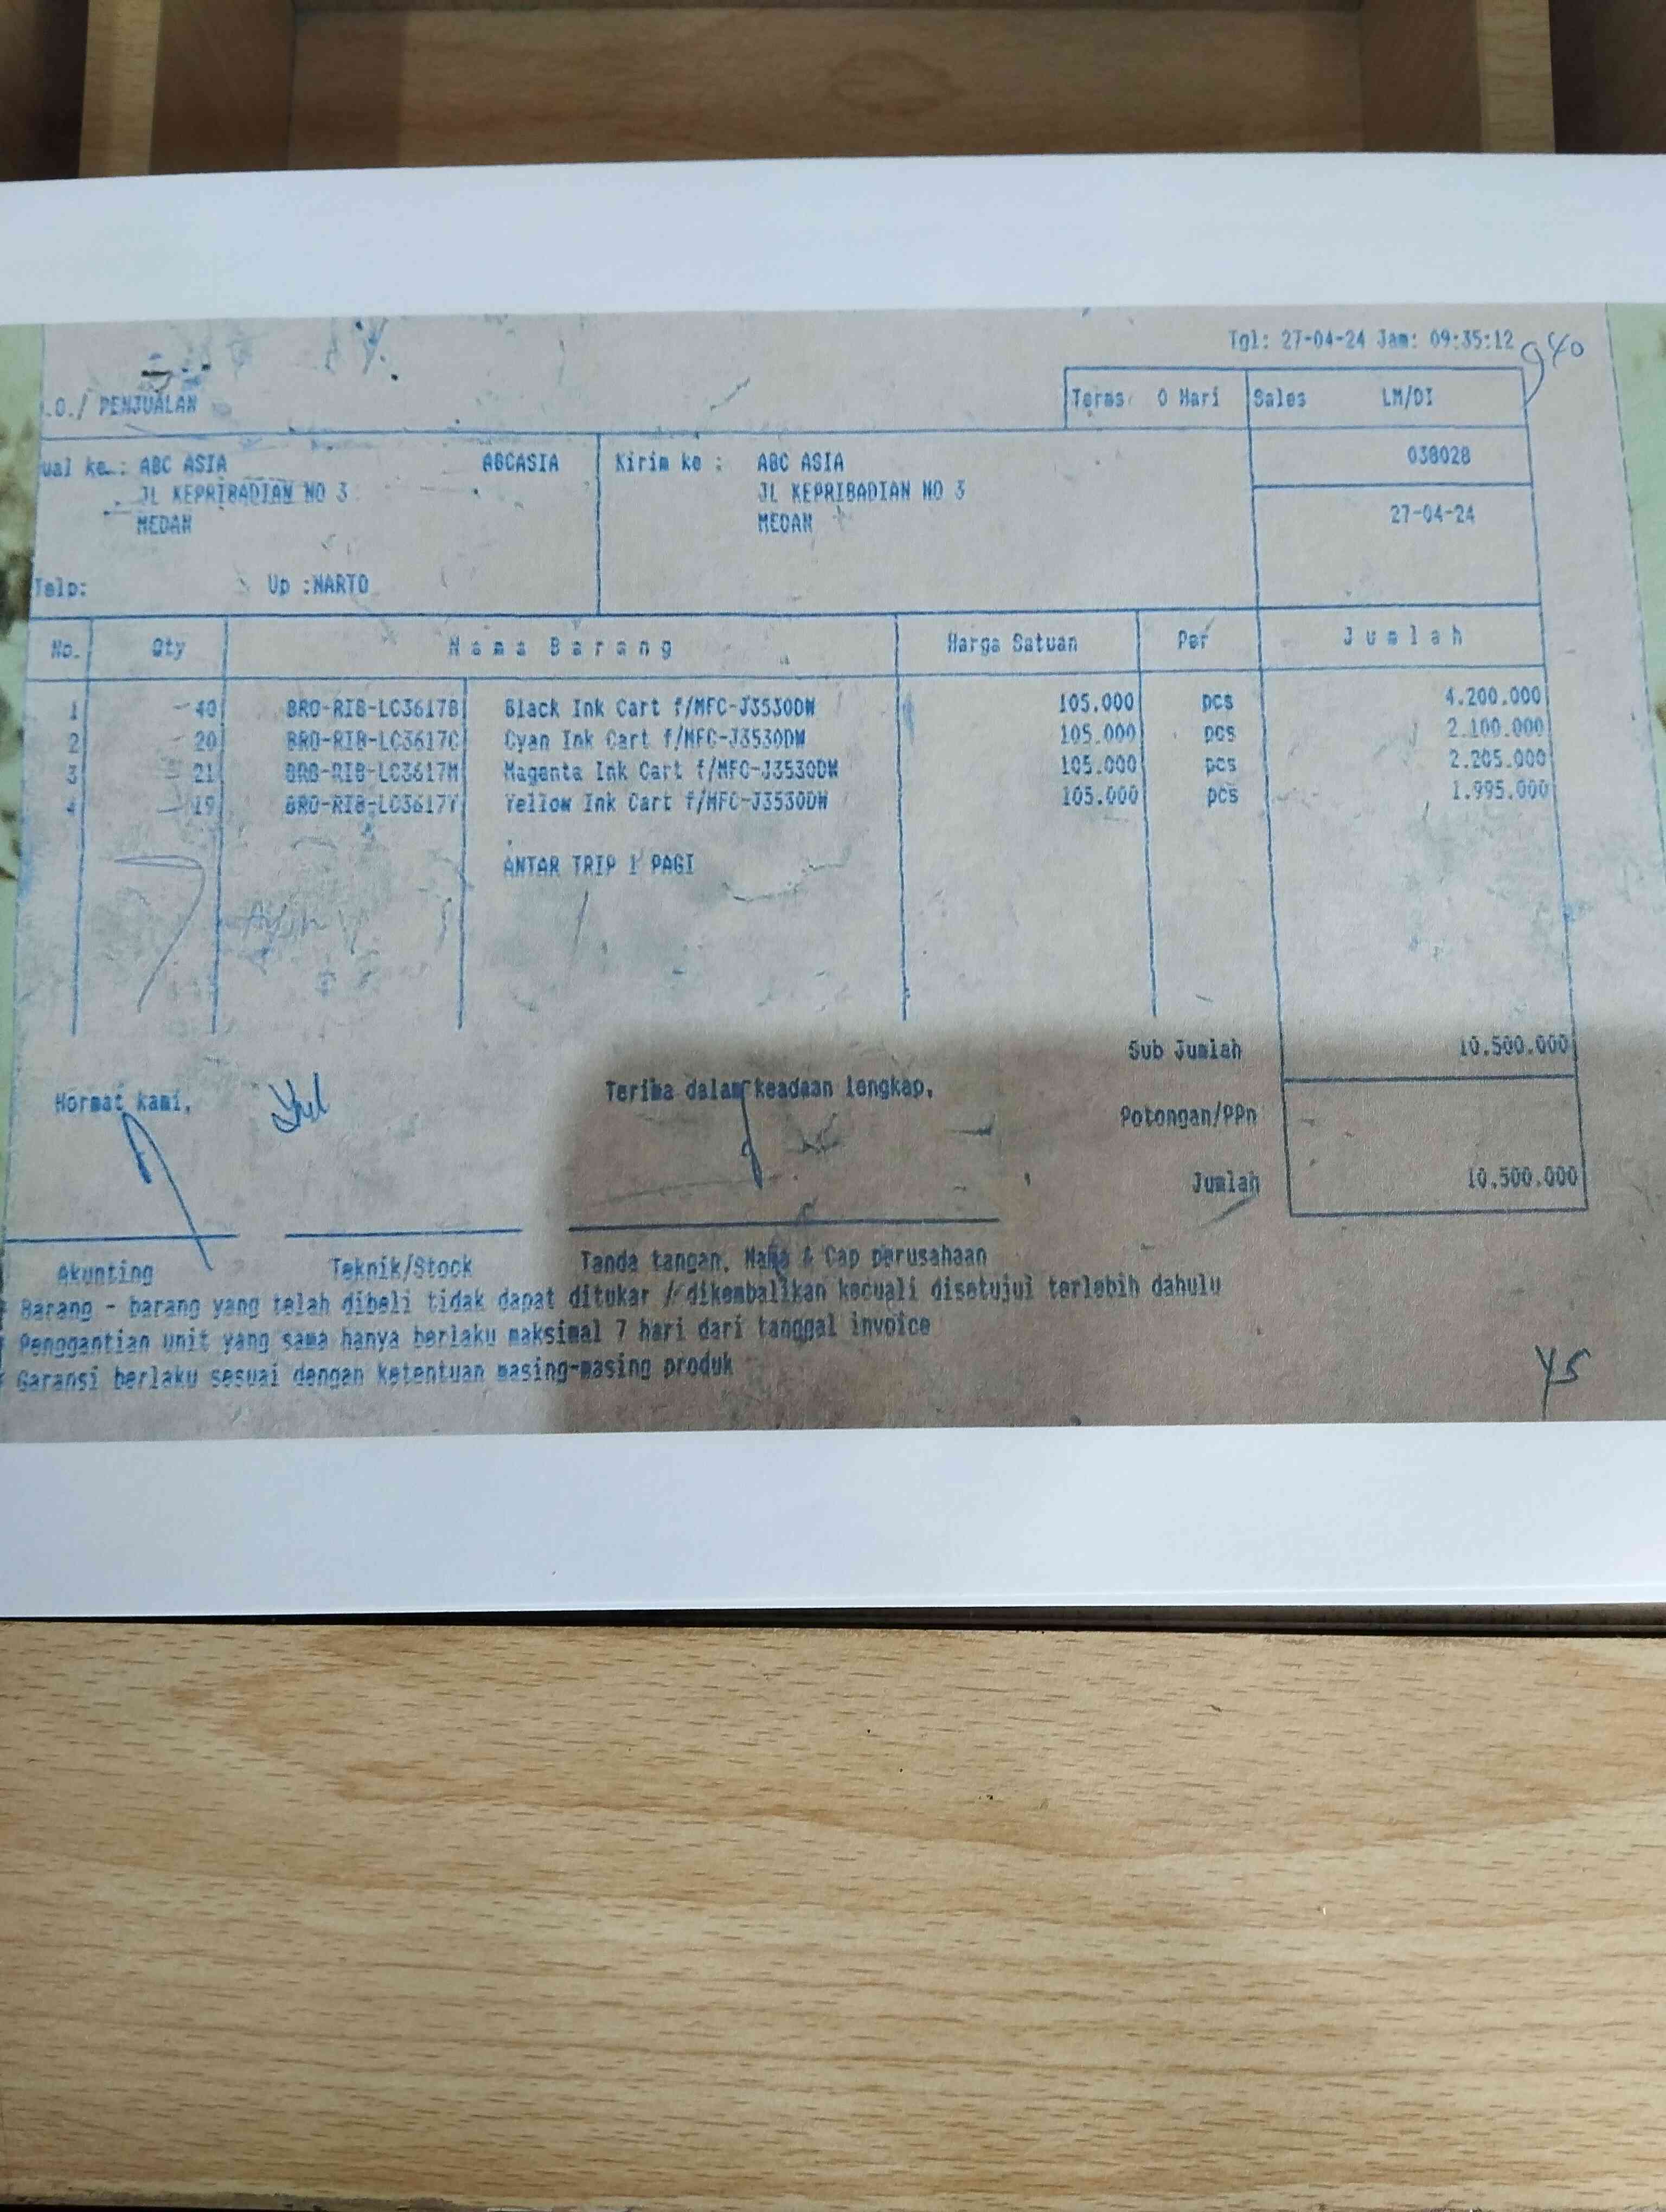 Tgl: 27-04-24 Jam: 09:35:12
940
.O./ PENJUALAN
Terms 0 Hari Sales LM/DI
ual ke : ABC ASIA ABCASIA Kirim ke : ABC ASIA 038028
JL KEPRIBADIAN NO 3 JL KEPRIBADIAN NO 3
MEDAN MEDAN 27-04-24
Telp: Up :NARTO
No. Qty Nama Barang Harga Satuan Per Jumlah
1 40 BRO-RIB-LC3617B Black Ink Cart f/MFC-J3530DW 105.000 pcs 4.200.000
2 20 BRO-RIB-LC3617C Cyan Ink Cart f/MFC-J3530DW 105.000 pcs 2.100.000
3 21 BRO-RIB-LC3617M Magenta Ink Cart f/MFC-J3530DW 105.000 pcs 2.205.000
4 19 BRO-RIB-LC3617Y Yellow Ink Cart f/MFC-J3530DW 105.000 pcs 1.995.000
.
ANTAR TRIP 1 PAGI
Sub Jumlah 10.500.000
Hormat kami, Terima dalam keadaan lengkap,
Potongan/PPn
Jumlah 10.500.000
Akunting Teknik/Stock Tanda tangan, Nama & Cap perusahaan
Barang - barang yang telah dibeli tidak dapat ditukar / dikembalikan kecuali disetujui terlebih dahulu
Penggantian unit yang sama hanya berlaku maksimal 7 hari dari tanggal invoice
Garansi berlaku sesuai dengan ketentuan masing-masing produk